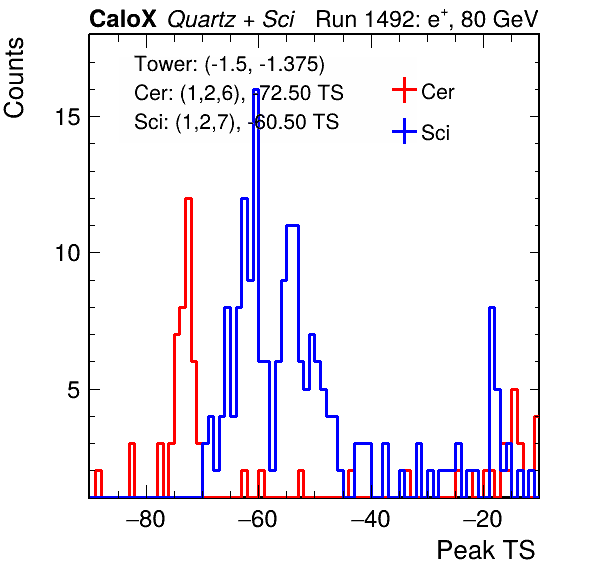 CaloX Quartz + Sci Run 1492: e+, 80 GeV
Counts
Tower: (-1.5, -1.375)
Cer: (1,2,6), -72.50 TS
Sci: (1,2,7), -60.50 TS
Cer
Sci
15
10
5
−80 −60 −40 −20
Peak TS